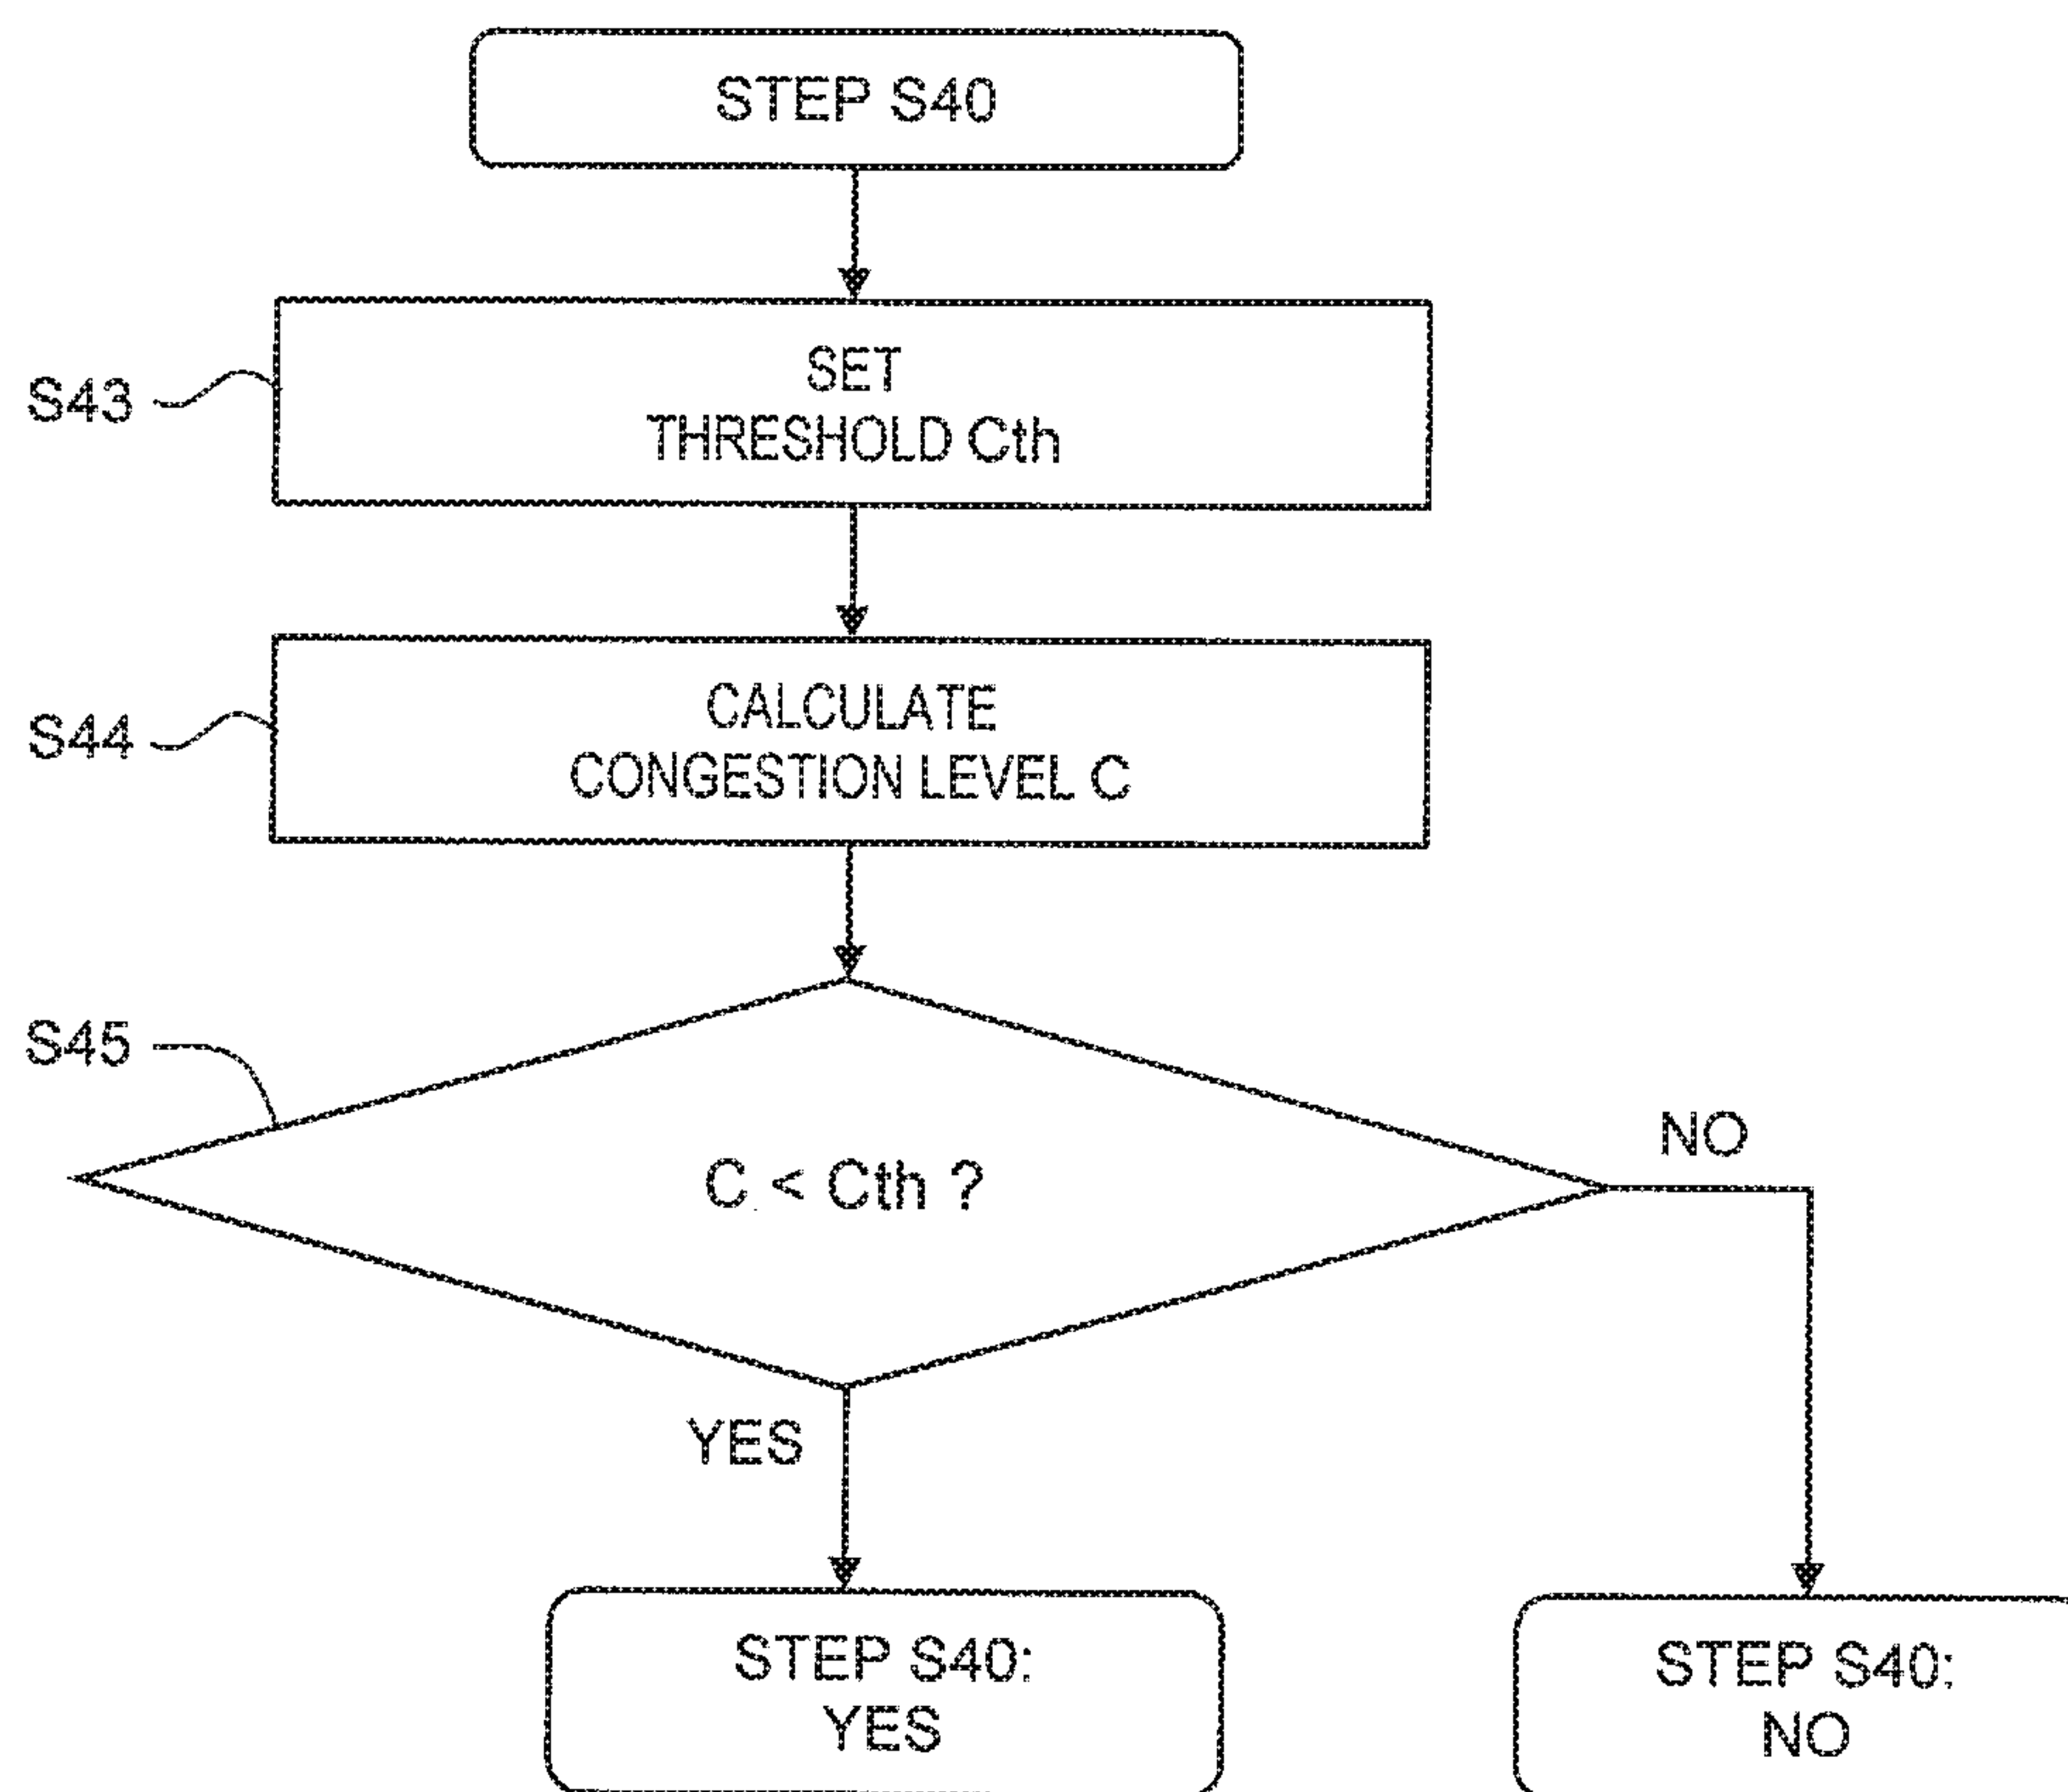 STEP S40
S43
SET
THRESHOLD Cth
S44
CALCULATE
CONGESTION LEVEL C
S45
C < Cth ?
NO
YES
STEP S40:
YES
STEP S40:
NO